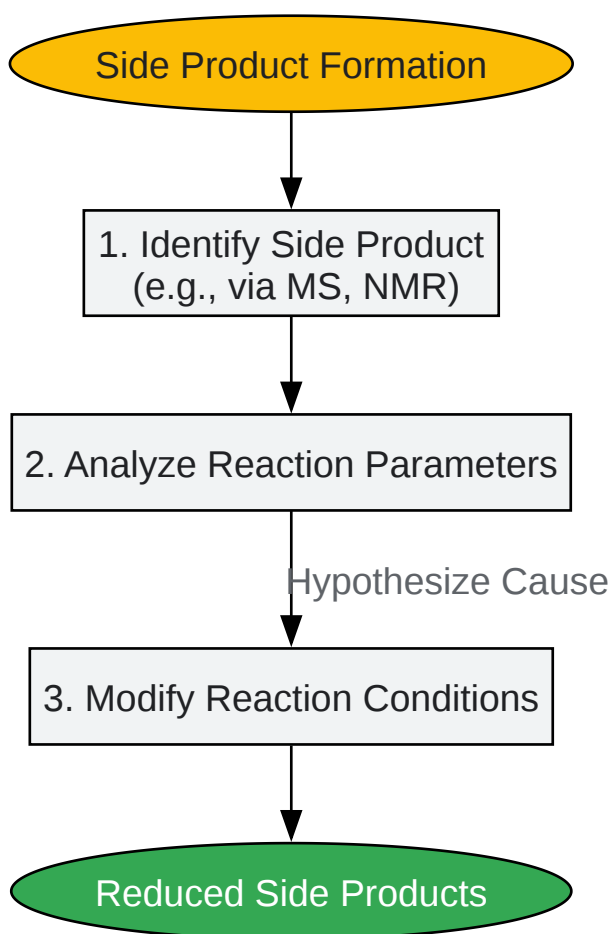 Side Product Formation
1. Identify Side Product
(e.g., via MS, NMR)
2. Analyze Reaction Parameters
Hypothesize Cause
3. Modify Reaction Conditions
Reduced Side Products